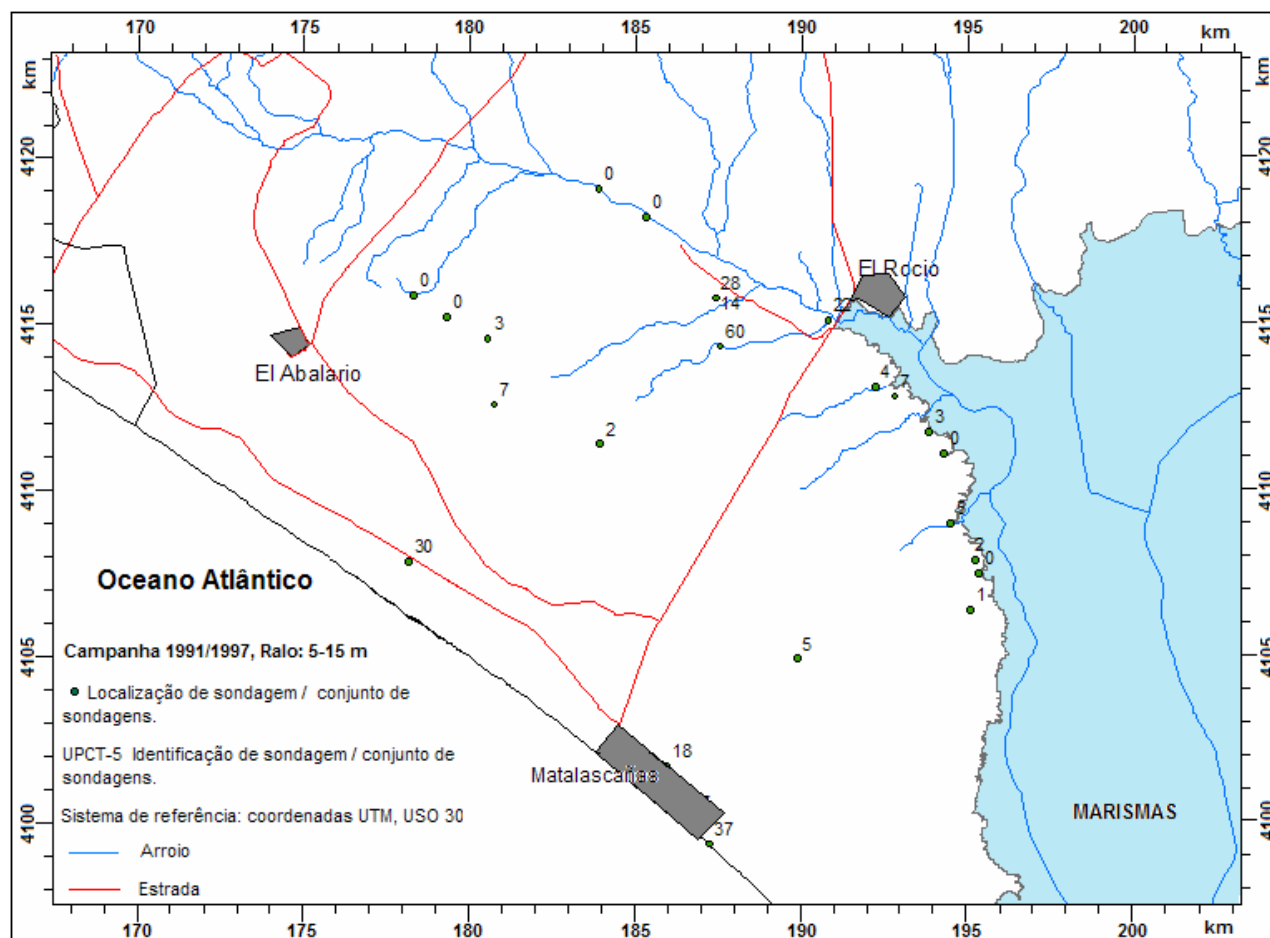 170 175 180 185 190 195 200
km
km
km
4120 4120
0
0
El Rocio
0
28
0
14
22
4115 4115
3
60
El Abalario
4
7
7
3
2
0
4110 4110
30
2
0
Oceano Atlântico
1
4105 4105
5
Campanha 1991/1997, Ralo: 5-15 m
Localização de sondagem / conjunto de
sondagens.
18
UPCT-5 Identificação de sondagem / conjunto de
sondagens.
Matalascañas
Sistema de referência: coordenadas UTM, USO 30
4100 4100
MARISMAS
37
Arroio
Estrada
170 175 180 185 190 195 200 km